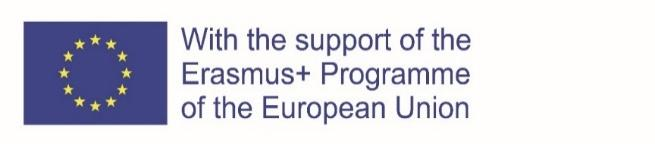 With the support of the
Erasmus+ Programme
of the European Union